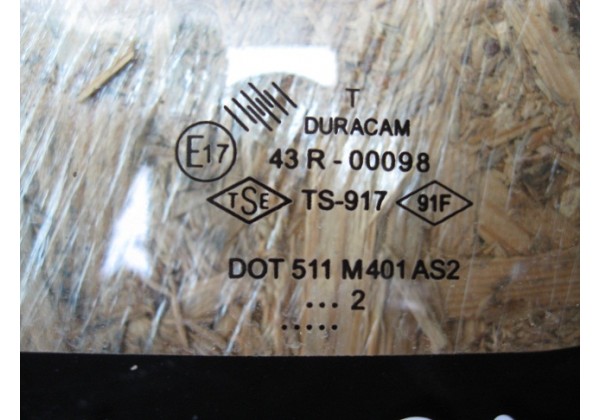 T
DURACAM
E17 43 R - 00098
TSE TS-917 91F
DOT 511 M401 AS2
... 2
.....